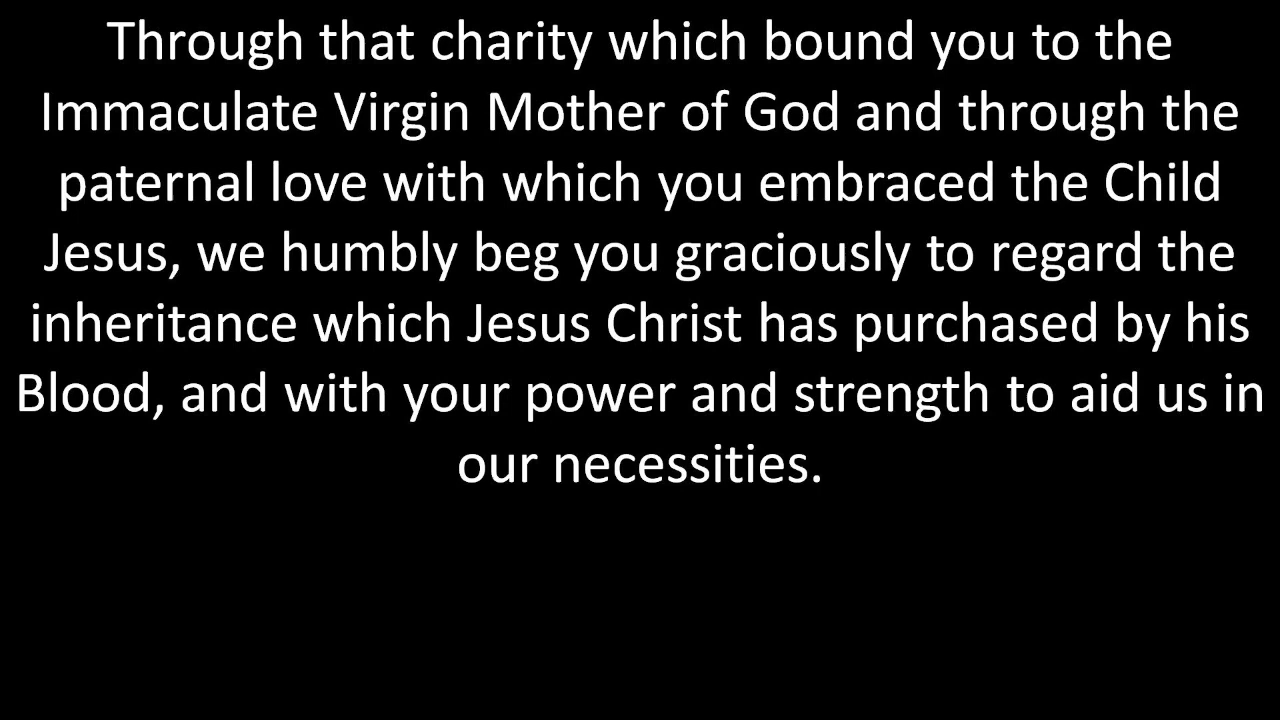 Through that charity which bound you to the
Immaculate Virgin Mother of God and through the
paternal love with which you embraced the Child
Jesus, we humbly beg you graciously to regard the
inheritance which Jesus Christ has purchased by his
Blood, and with your power and strength to aid us in
our necessities.